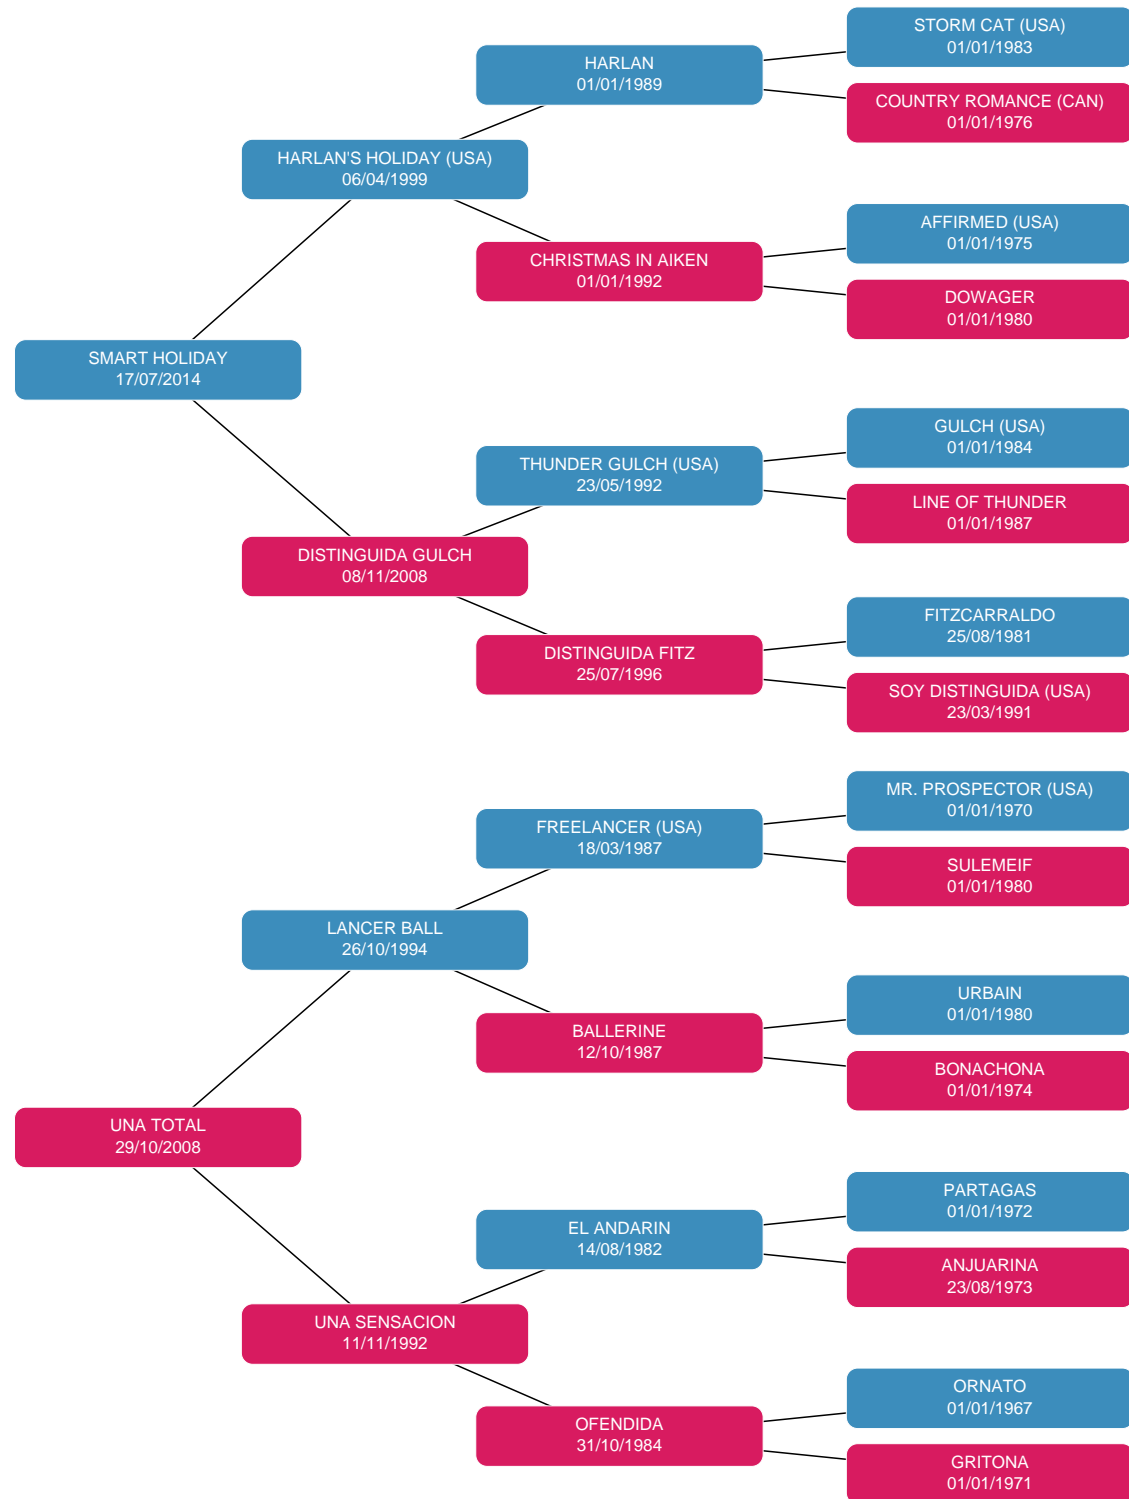 STORM CAT (USA)
01/01/1983
HARLAN
01/01/1989
COUNTRY ROMANCE (CAN)
01/01/1976
HARLAN'S HOLIDAY (USA)
06/04/1999
AFFIRMED (USA)
01/01/1975
CHRISTMAS IN AIKEN
01/01/1992
DOWAGER
01/01/1980
SMART HOLIDAY
17/07/2014
GULCH (USA)
01/01/1984
THUNDER GULCH (USA)
23/05/1992
LINE OF THUNDER
01/01/1987
DISTINGUIDA GULCH
08/11/2008
FITZCARRALDO
25/08/1981
DISTINGUIDA FITZ
25/07/1996
SOY DISTINGUIDA (USA)
23/03/1991
MR. PROSPECTOR (USA)
01/01/1970
FREELANCER (USA)
18/03/1987
SULEMEIF
01/01/1980
LANCER BALL
26/10/1994
URBAIN
01/01/1980
BALLERINE
12/10/1987
BONACHONA
01/01/1974
UNA TOTAL
29/10/2008
PARTAGAS
01/01/1972
EL ANDARIN
14/08/1982
ANJUARINA
23/08/1973
UNA SENSACION
11/11/1992
ORNATO
01/01/1967
OFENDIDA
31/10/1984
GRITONA
01/01/1971